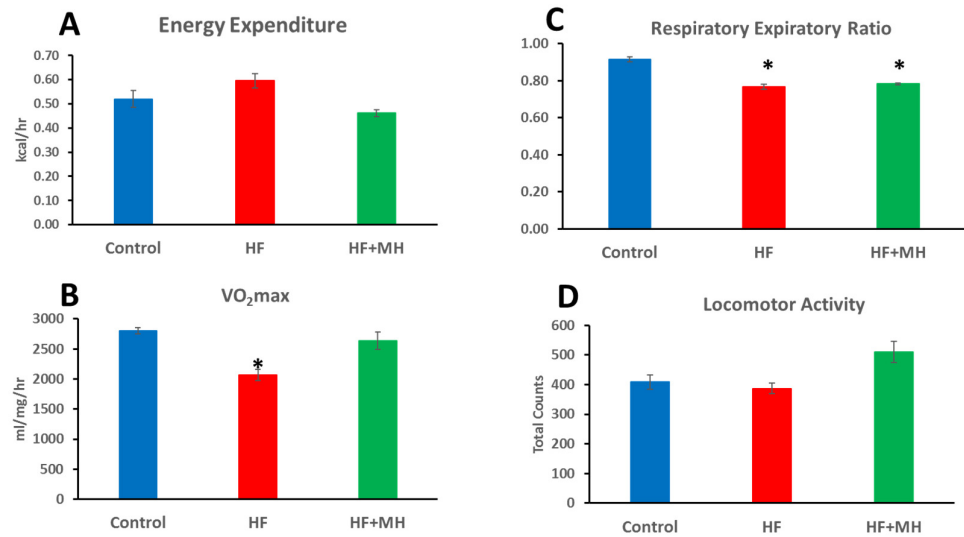 A
Energy Expenditure
kcal/hr
0.70
0.60
0.50
0.40
0.30
0.20
0.10
0.00
Control HF HF+MH
B
VO₂max
ml/mg/hr
3000
2500
2000
1500
1000
500
0
*
Control HF HF+MH
C
Respiratory Expiratory Ratio
1.00
0.80
0.60
0.40
0.20
0.00
* *
Control HF HF+MH
D
Locomotor Activity
Total Counts
600
500
400
300
200
100
0
Control HF HF+MH